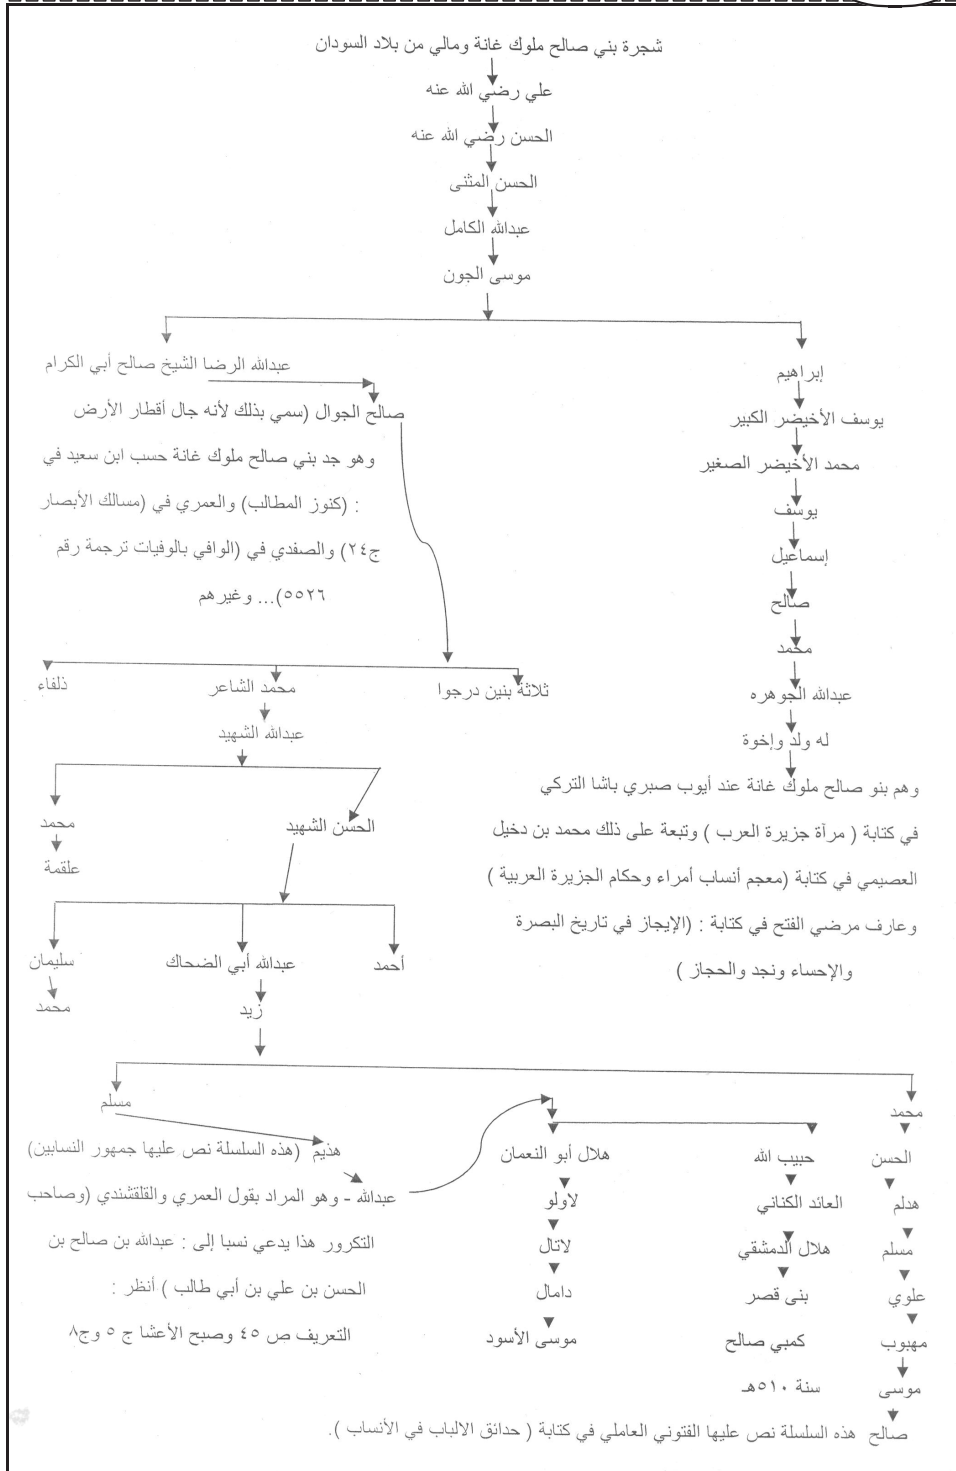 شجرة بني صالح ملوك غانة ومالي من بلاد السودان
علي رضي الله عنه
الحسن رضي الله عنه
الحسن المثنى
عبدالله الكامل
موسى الجون
إبراهيم
يوسف الأخيضر الكبير
محمد الأخيضر الصغير
يوسف
إسماعيل
صالح
محمد
عبدالله الجوهره
له ولد وإخوة
وهم بنو صالح ملوك غانة عند أيوب صبري باشا التركي
في كتابة ( مرآة جزيرة العرب ) وتبعة على ذلك محمد بن دخيل
العصيمي في كتابة (معجم أنساب أمراء وحكام الجزيرة العربية )
وعارف مرضي الفتح في كتابة : (الإيجاز في تاريخ البصرة
والإحساء ونجد والحجاز )
عبدالله الرضا الشيخ صالح أبي الكرام
صالح الجوال (سمي بذلك لأنه جال أقطار الأرض
وهو جد بني صالح ملوك غانة حسب ابن سعيد في
: (كنوز المطالب) والعمري في (مسالك الأبصار
ج٢٤) والصفدي في (الوافي بالوفيات ترجمة رقم
٥٥٢٦)... وغيرهم
ثلاثة بنين درجوا
محمد الشاعر
ذلفاء
عبدالله الشهيد
الحسن الشهيد
محمد
علقمة
أحمد
عبدالله أبي الضحاك
سليمان
زيد
محمد
محمد
مسلم
الحسن
هدلم
مسلم
علوي
مهبوب
موسى
حبيب الله
العائد الكناني
هلال الدمشقي
بنى قصر
كمبي صالح
سنة ٥١٠هـ
هلال أبو النعمان
لاولو
لاتال
دامال
موسى الأسود
هذيم (هذه السلسلة نص عليها جمهور النسابين)
عبدالله - وهو المراد بقول العمري والقلقشندي (وصاحب
التكرور هذا يدعي نسبا إلى : عبدالله بن صالح بن
الحسن بن علي بن أبي طالب ) أنظر :
التعريف ص ٤٥ وصبح الأعشا ج ٥ وج٨
صالح هذه السلسلة نص عليها الفتوني العاملي في كتابة ( حدائق الالباب في الأنساب ).